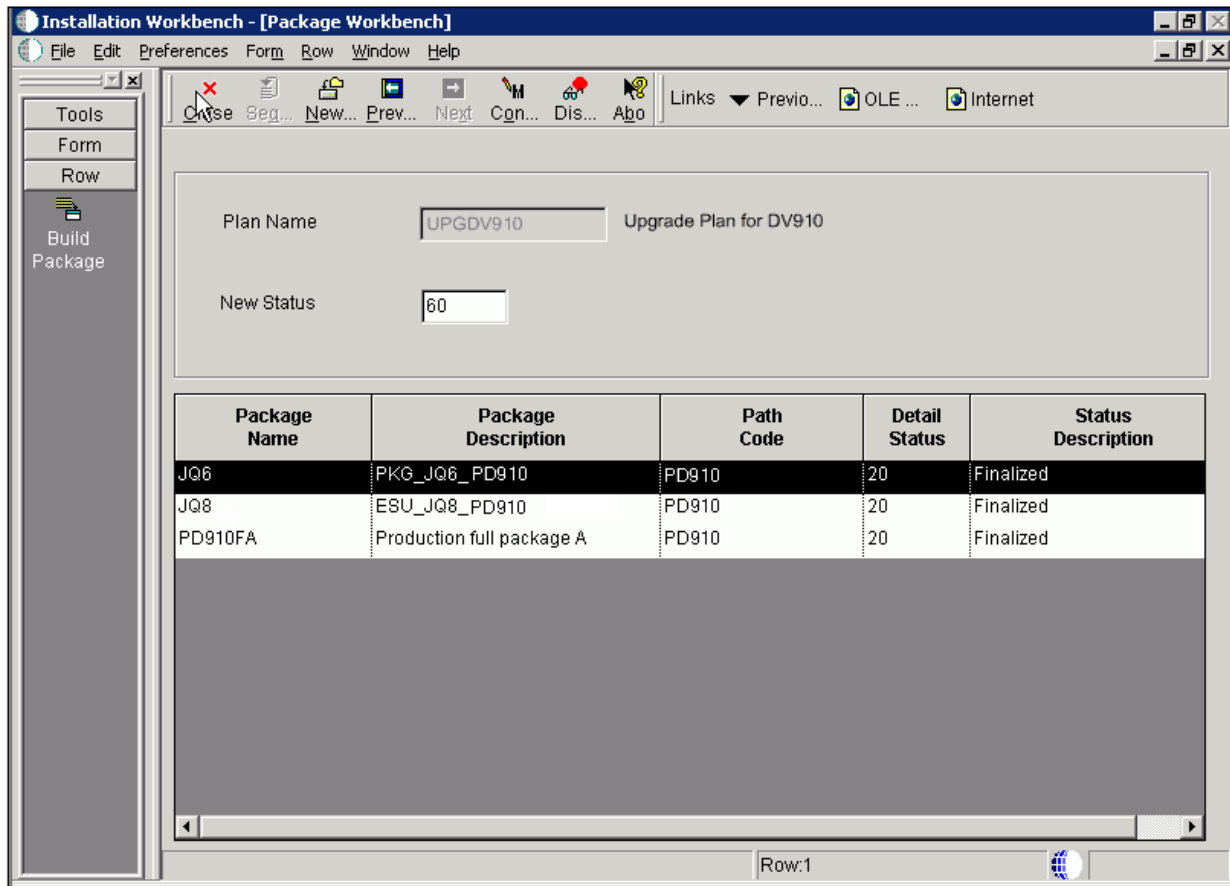 Installation Workbench - [Package Workbench]
File Edit Preferences Form Row Window Help
Tools
Form
Row
Build
Package
Seq... New... Prev... Next Con... Dis... Abo Links Previo... OLE ... Internet
Plan Name UPGDV910 Upgrade Plan for DV910
New Status 60
Package Name Package Description Path Code Detail Status Status Description
JQ6 PKG_JQ6_PD910 PD910 20 Finalized
JQ8 ESU_JQ8_PD910 PD910 20 Finalized
PD910FA Production full package A PD910 20 Finalized
Row:1